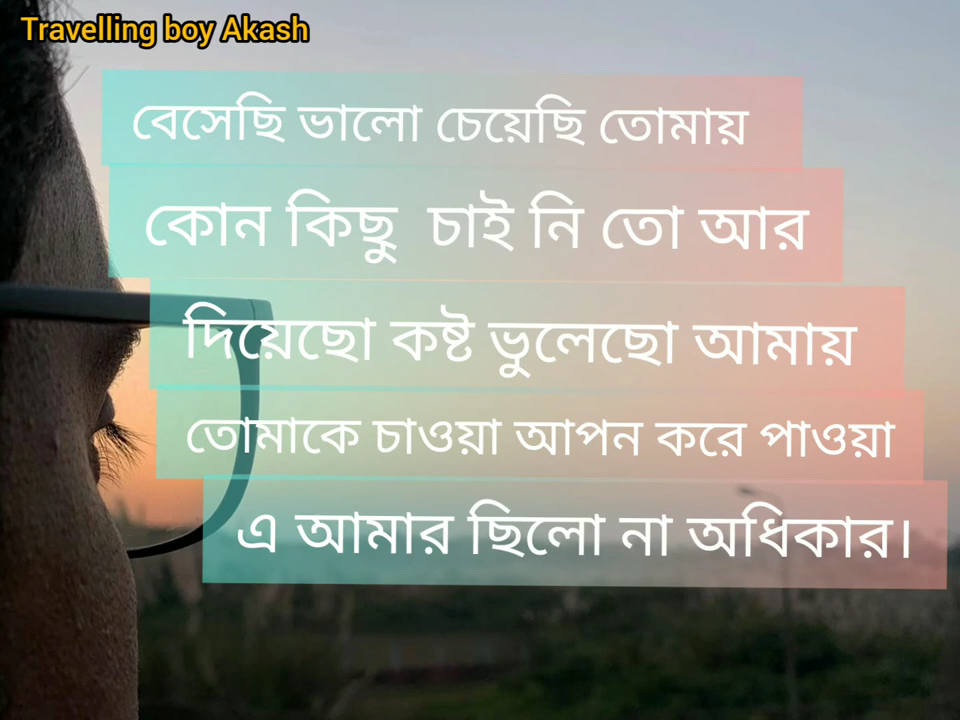 Travelling boy Akash
বেসেছি ভালো চেয়েছি তোমায়
কোন কিছু চাই নি তো আর
দিয়েছো কষ্ট ভুলেছো আমায়
তোমাকে চাওয়া আপন করে পাওয়া
এ আমার ছিলো না অধিকার।